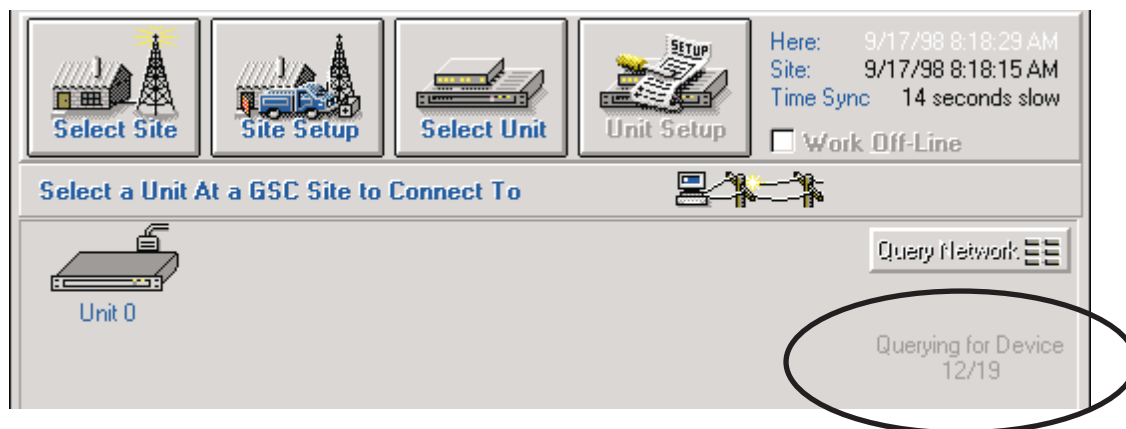 SETUP
Select Site
Site Setup
Select Unit
Unit Setup
Here: 9/17/98 8:18:29 AM
Site: 9/17/98 8:18:15 AM
Time Sync 14 seconds slow
Work Off-Line
Select a Unit At a GSC Site to Connect To
Query Network
Unit 0
Querying for Device
12/19